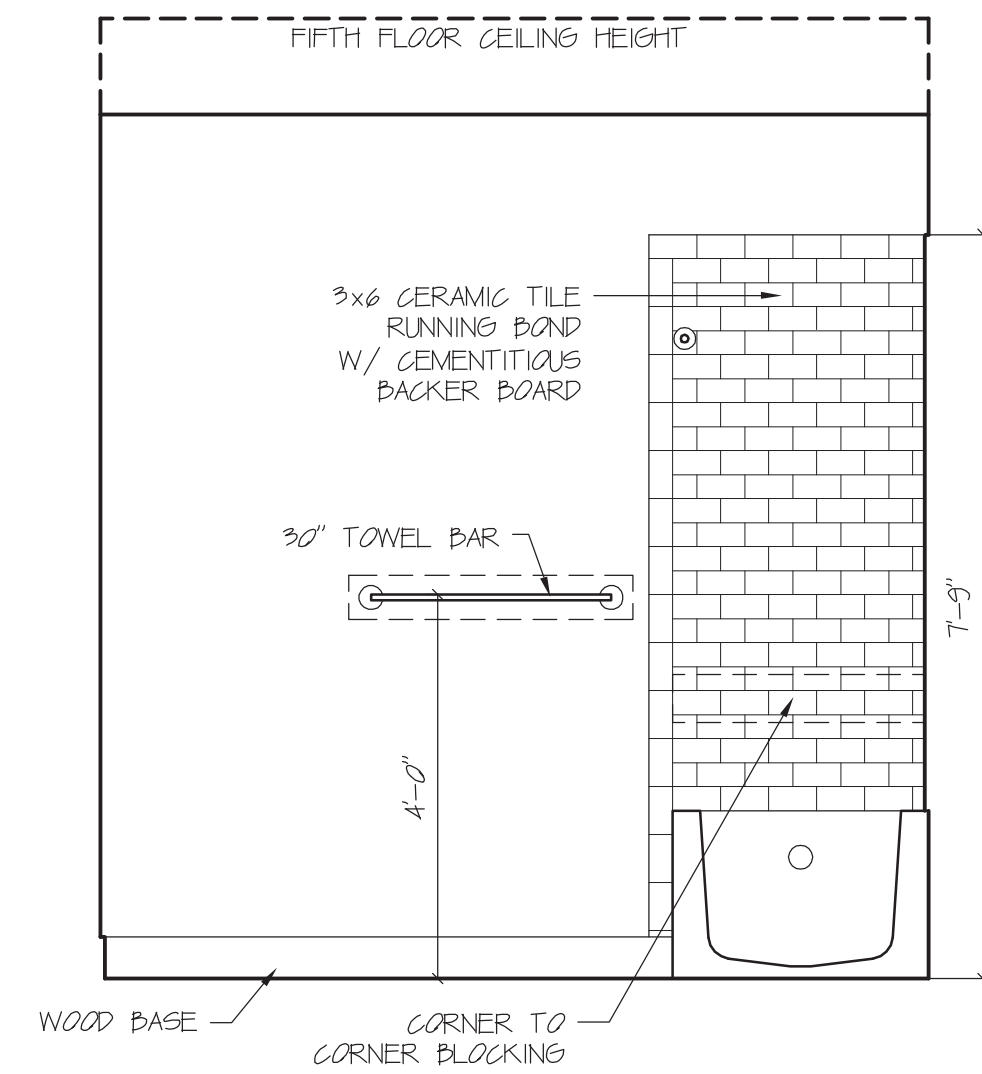 FIFTH FLOOR CEILING HEIGHT
3x6 CERAMIC TILE
RUNNING BOND
W/ CEMENTITIOUS
BACKER BOARD
30" TOWEL BAR
7'-9"
4'-0"
WOOD BASE
CORNER TO
CORNER BLOCKING